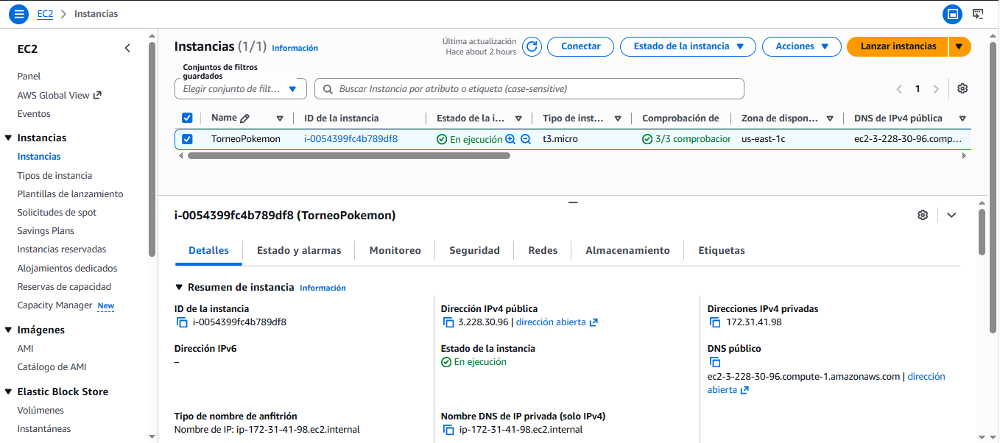 EC2 > Instancias
EC2
Panel
AWS Global View
Eventos
Instancias
Instancias
Tipos de instancia
Plantillas de lanzamiento
Solicitudes de spot
Savings Plans
Instancias reservadas
Alojamientos dedicados
Reservas de capacidad
Capacity Manager New
Imágenes
AMI
Catálogo de AMI
Elastic Block Store
Volúmenes
Instantáneas
Instancias (1/1) Información
Última actualización
Hace about 2 hours
Conectar
Estado de la instancia
Acciones
Lanzar instancias
Conjuntos de filtros
guardados
Elegir conjunto de filt...
Buscar Instancia por atributo o etiqueta (case-sensitive)
1
Name ID de la instancia Estado de la i... Tipo de inst... Comprobación de Zona de dispon... DNS de IPv4 pública
TorneoPokemon i-0054399fc4b789df8 En ejecución t3.micro 3/3 comprobacion us-east-1c ec2-3-228-30-96.comp...
i-0054399fc4b789df8 (TorneoPokemon)
Detalles Estado y alarmas Monitoreo Seguridad Redes Almacenamiento Etiquetas
Resumen de instancia Información
ID de la instancia
i-0054399fc4b789df8
Dirección IPv4 pública
3.228.30.96 | dirección abierta
Direcciones IPv4 privadas
172.31.41.98
Dirección IPv6
–
Estado de la instancia
En ejecución
DNS público
ec2-3-228-30-96.compute-1.amazonaws.com | dirección
abierta
Tipo de nombre de anfitrión
Nombre de IP: ip-172-31-41-98.ec2.internal
Nombre DNS de IP privada (solo IPv4)
ip-172-31-41-98.ec2.internal